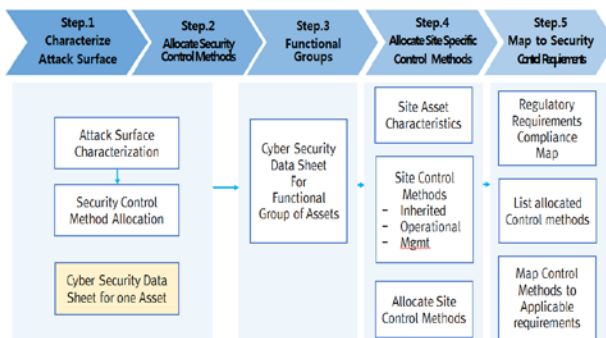 Step.1
Characterize
Attack Surface
Step.2
Allocate Security
Control Methods
Step.3
Functional
Groups
Step.4
Allocate Site Specific
Control Methods
Step.5
Map to Security
Control Requirements
Attack Surface
Characterization
Security Control
Method Allocation
Cyber Security Data
Sheet for one Asset
Cyber Security
Data Sheet
For
Functional
Group of Assets
Site Asset
Characteristics
Site Control
Methods
- Inherited
- Operational
- Mgmt
Allocate Site
Control Methods
Regulatory
Requirements
Compliance
Map
List allocated
Control methods
Map Control
Methods to
Applicable
requirements